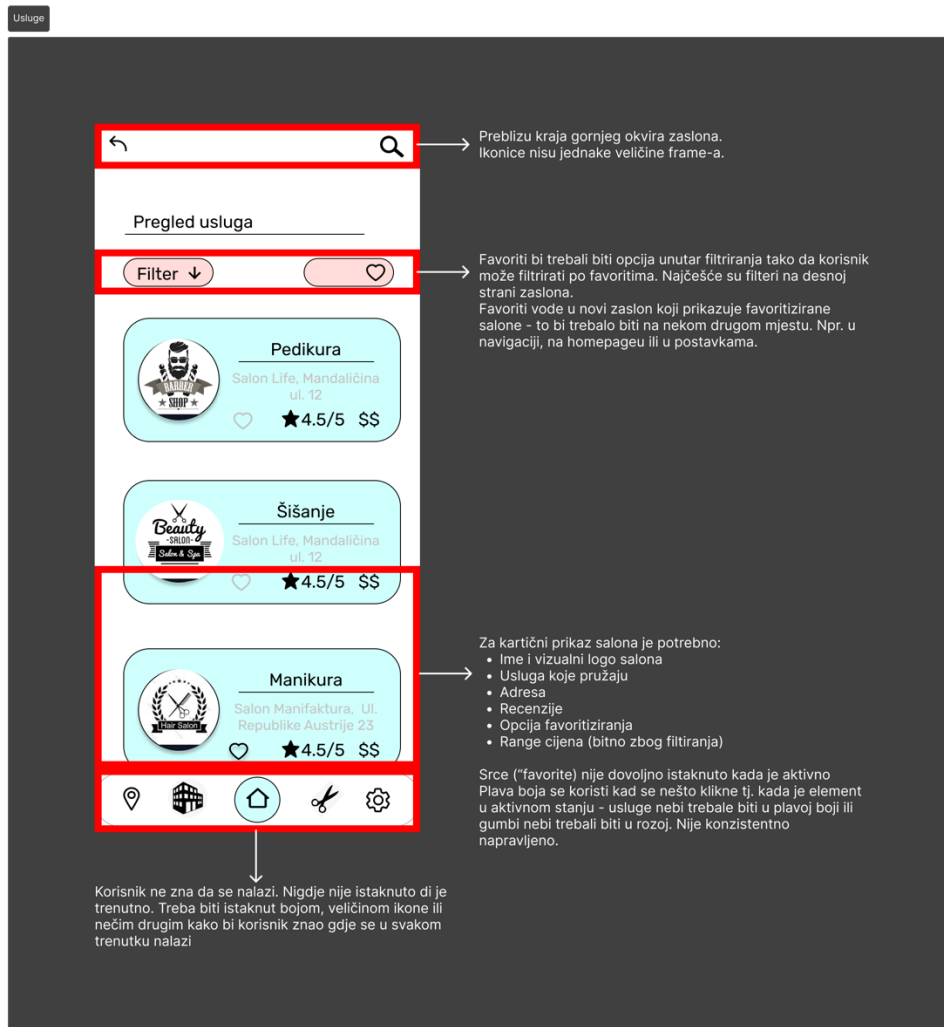 Usluge
Preblizu kraja gornjeg okvira zaslona.
Ikonice nisu jednake veličine frame-a.
Pregled usluga
Filter
Favoriti bi trebali biti opcija unutar filtriranja tako da korisnik
može filtrirati po favoritima. Najčešće su filteri na desnoj
strani zaslona.
Favoriti vode u novi zaslon koji prikazuje favoritizirane
salone - to bi trebalo biti na nekom drugom mjestu. Npr. u
navigaciji, na homepageu ili u postavkama.
BARBER
SHOP
Pedikura
Salon Life, Mandaličina
ul. 12
4.5/5 $$
Beauty
-SALON-
Salon & Spa
Šišanje
Salon Life, Mandaličina
ul. 12
4.5/5 $$
Hair Salon
Manikura
Salon Manifaktura, Ul.
Republike Austrije 23
4.5/5 $$
Za kartični prikaz salona je potrebno:
• Ime i vizualni logo salona
• Usluga koje pružaju
• Adresa
• Recenzije
• Opcija favoritiziranja
• Range cijena (bitno zbog filtiranja)
Srce (“favorite) nije dovoljno istaknuto kada je aktivno
Plava boja se koristi kad se nešto klikne tj. kada je element
u aktivnom stanju - usluge nebi trebale biti u plavoj boji ili
gumbi nebi trebali biti u rozoj. Nije konzistentno
napravljeno.
Korisnik ne zna da se nalazi. Nigdje nije istaknuto di je
trenutno. Treba biti istaknut bojom, veličinom ikone ili
nečim drugim kako bi korisnik znao gdje se u svakom
trenutku nalazi